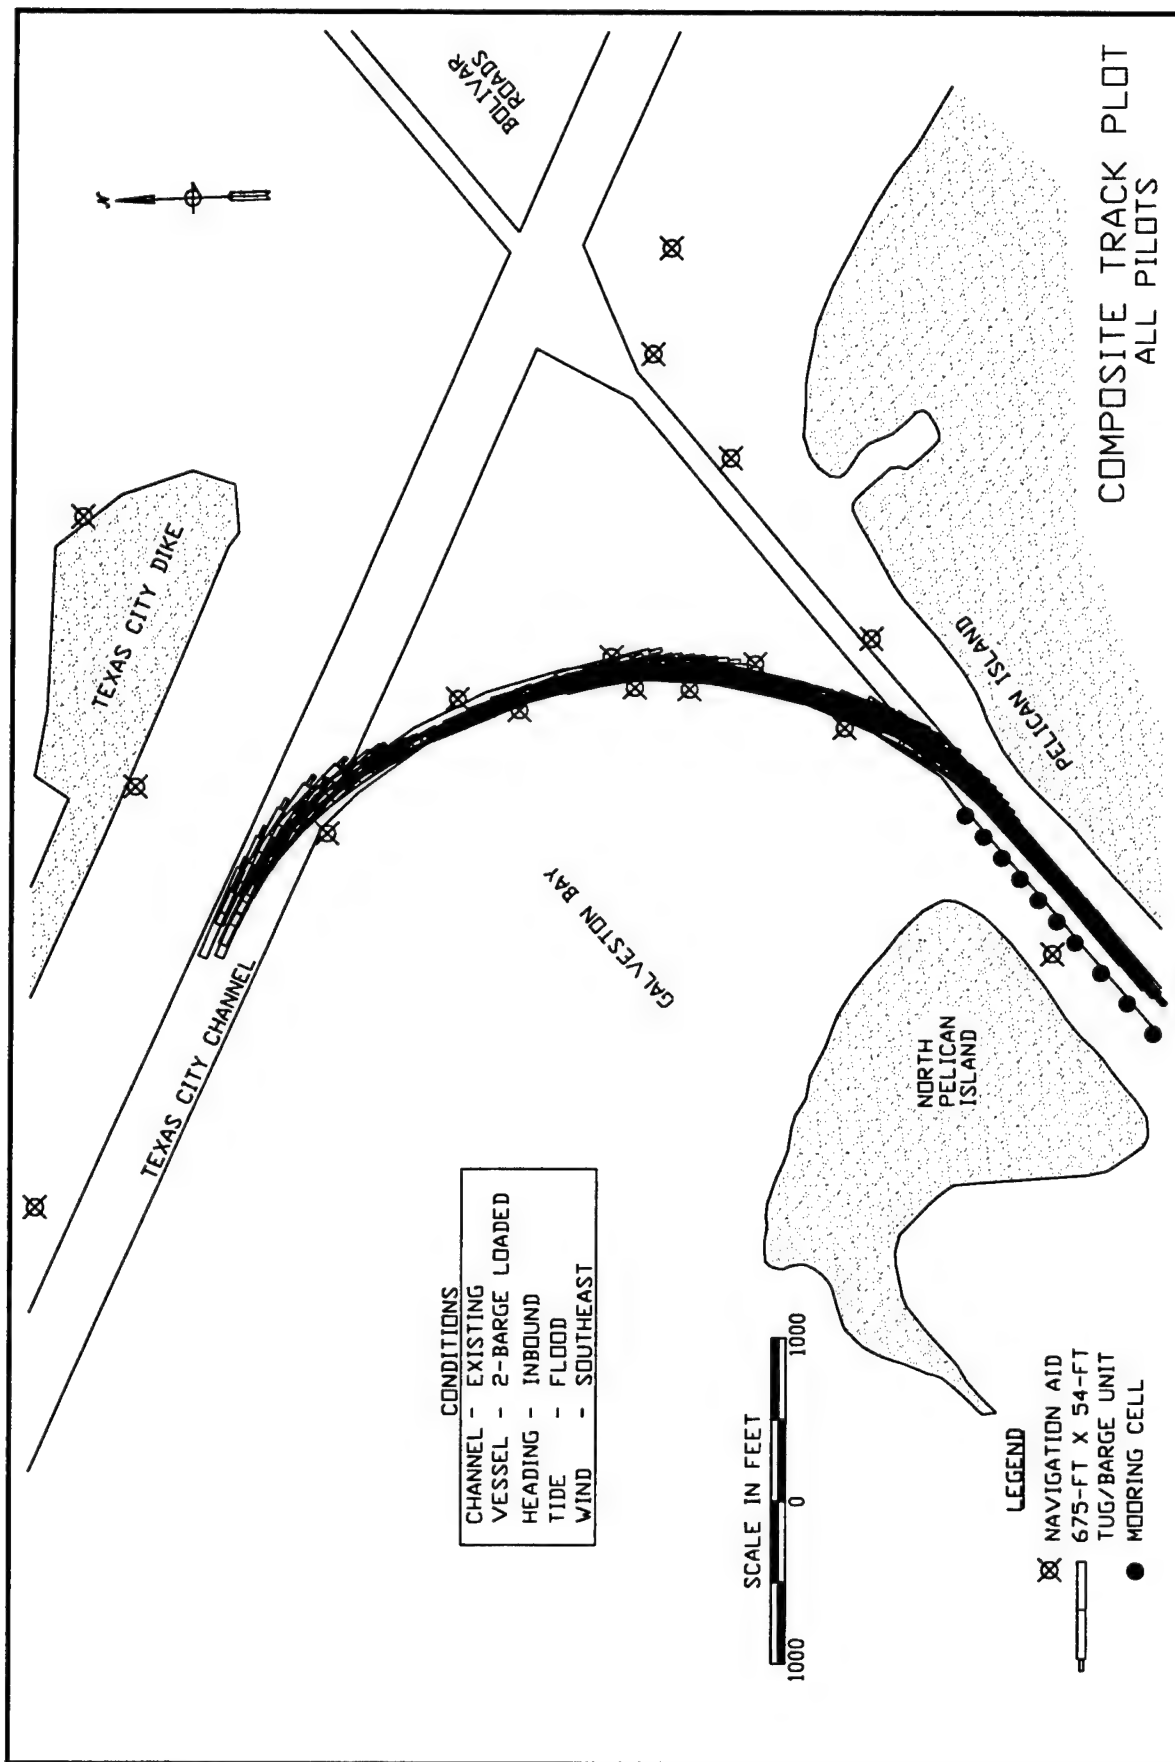 TEXAS CITY DIKE
BOLIVAR
ROADS
N
TEXAS CITY CHANNEL
GALVESTON BAY
PELICAN ISLAND
NORTH
PELICAN
ISLAND
CONDITIONS
CHANNEL - EXISTING
VESSEL - 2-BARGE LOADED
HEADING - INBOUND
TIDE - FLOOD
WIND - SOUTHEAST
SCALE IN FEET
1000 0 1000
LEGEND
NAVIGATION AID
675-FT X 54-FT
TUG/BARGE UNIT
MOORING CELL
COMPOSITE TRACK PLOT
ALL PILOTS